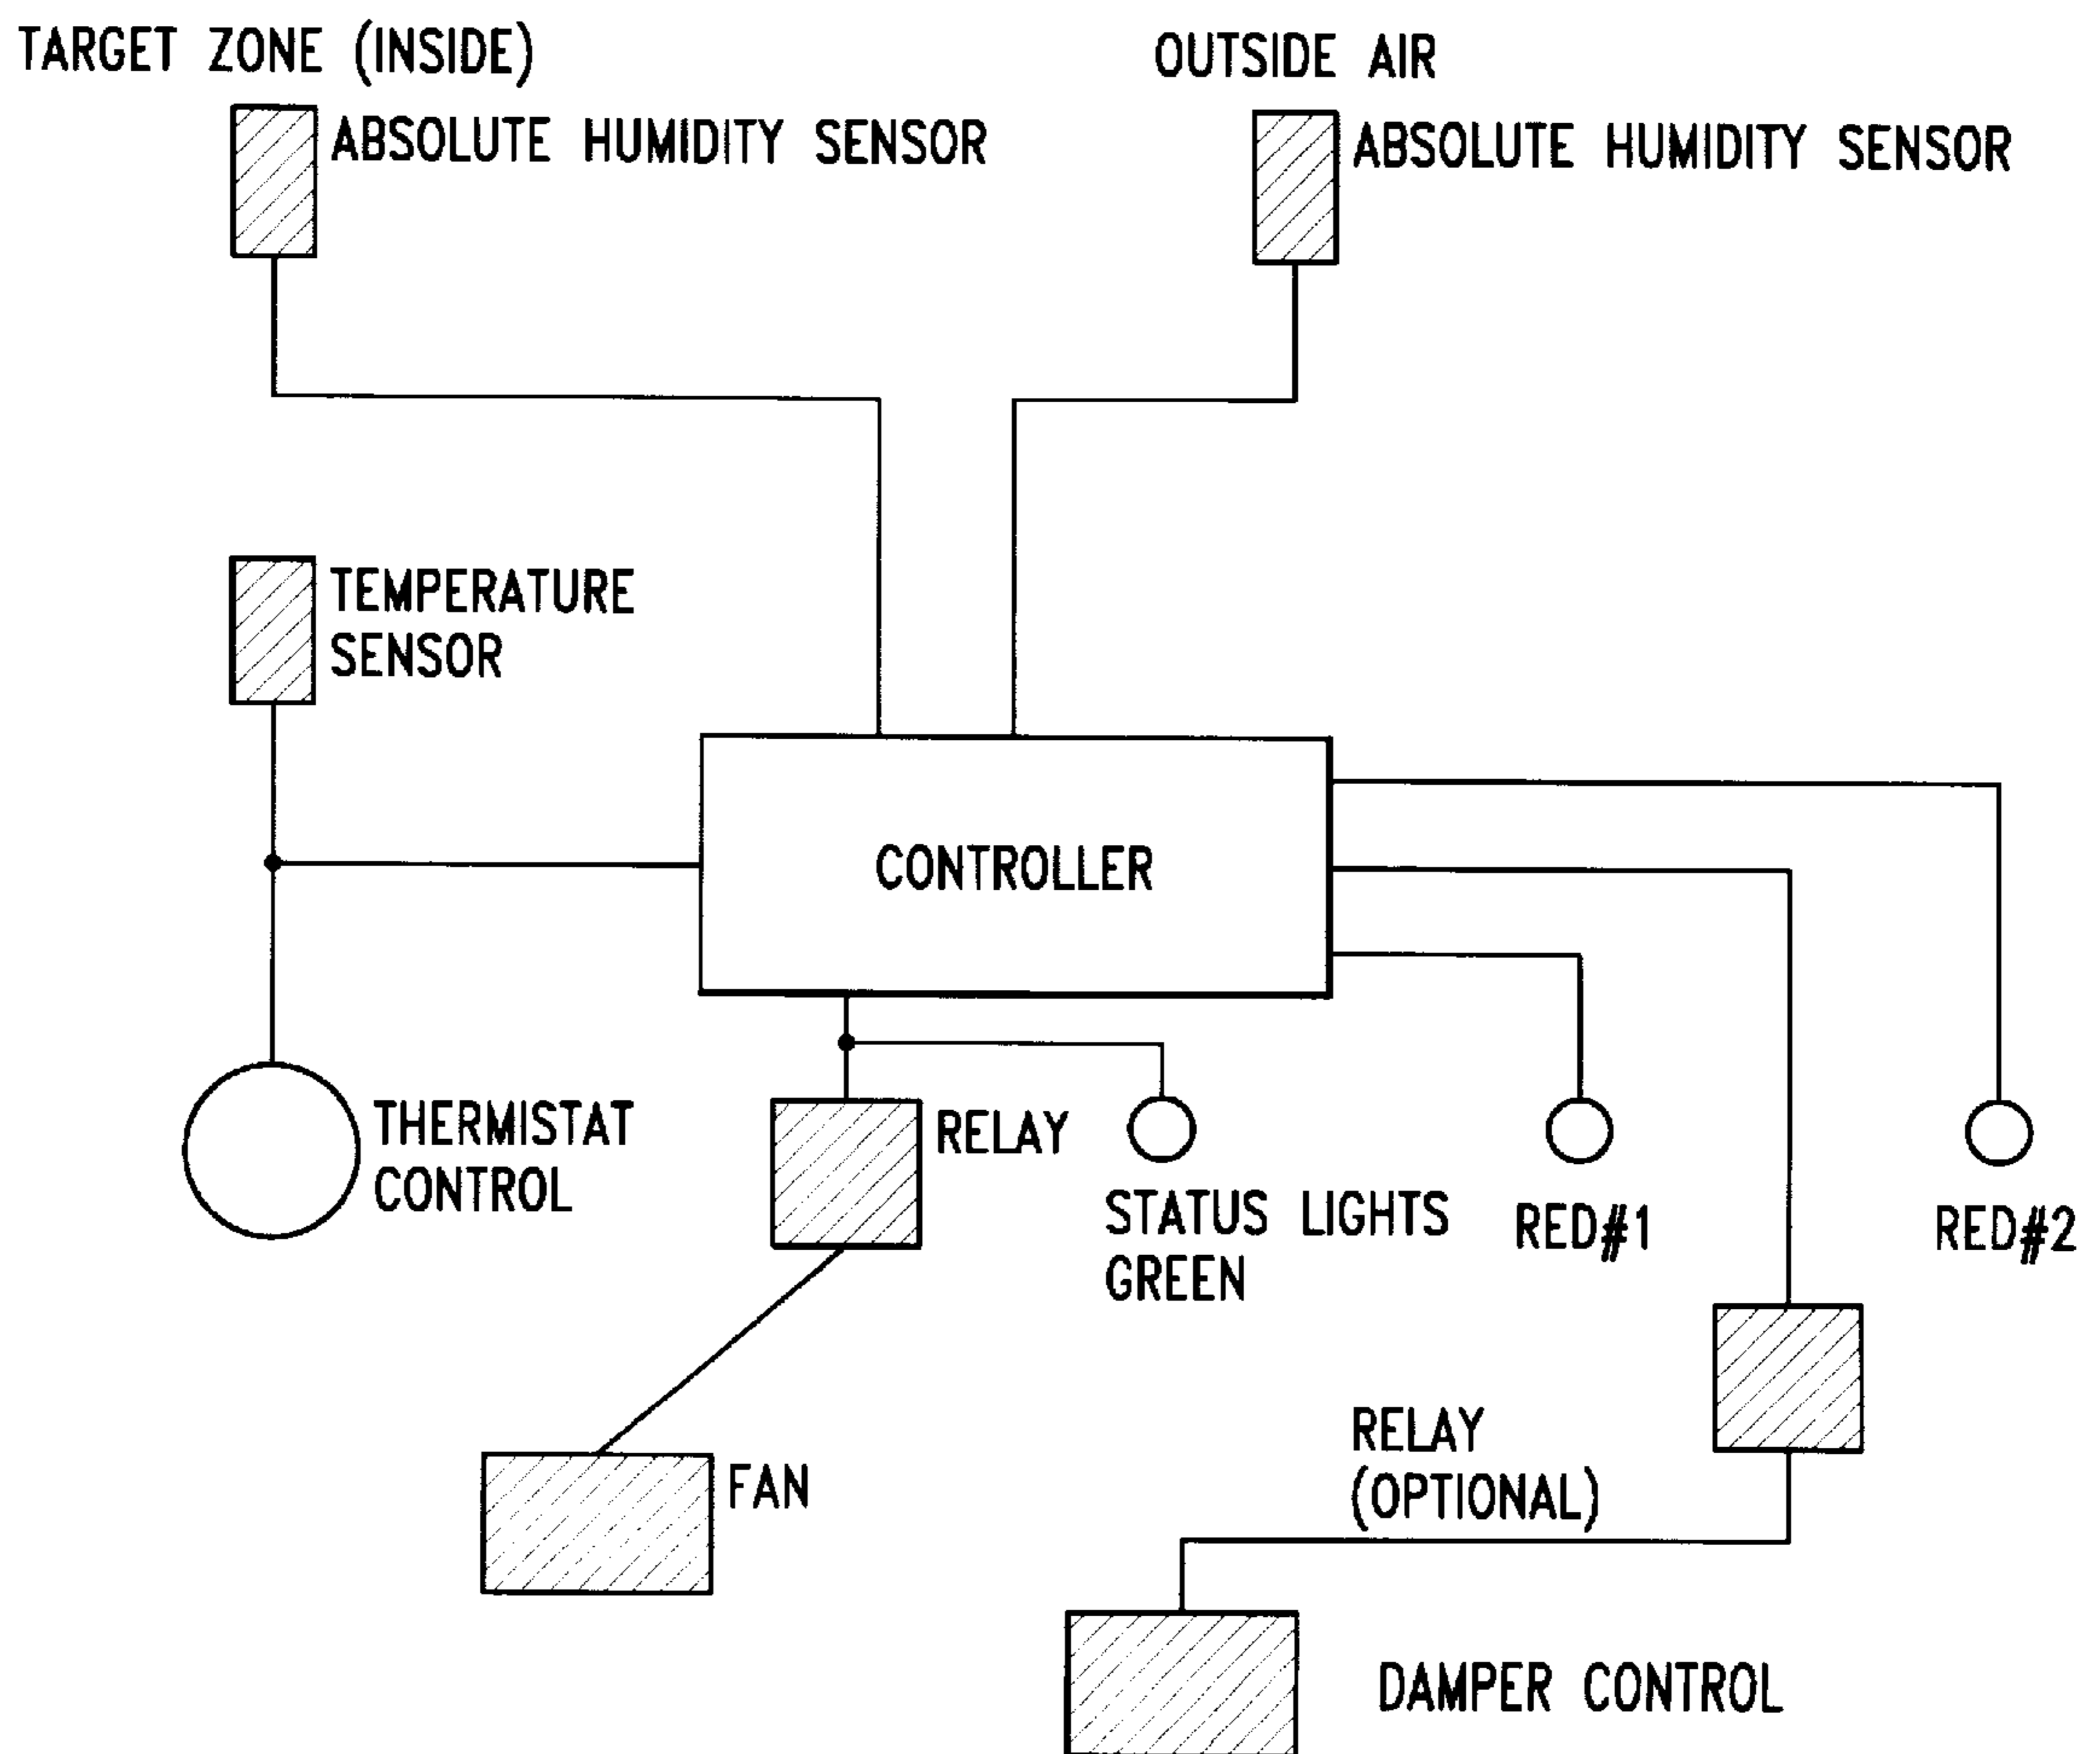 TARGET ZONE (INSIDE)
OUTSIDE AIR
ABSOLUTE HUMIDITY SENSOR
ABSOLUTE HUMIDITY SENSOR
TEMPERATURE
SENSOR
CONTROLLER
THERMISTAT
CONTROL
RELAY
STATUS LIGHTS
GREEN
RED#1
RED#2
FAN
RELAY
(OPTIONAL)
DAMPER CONTROL